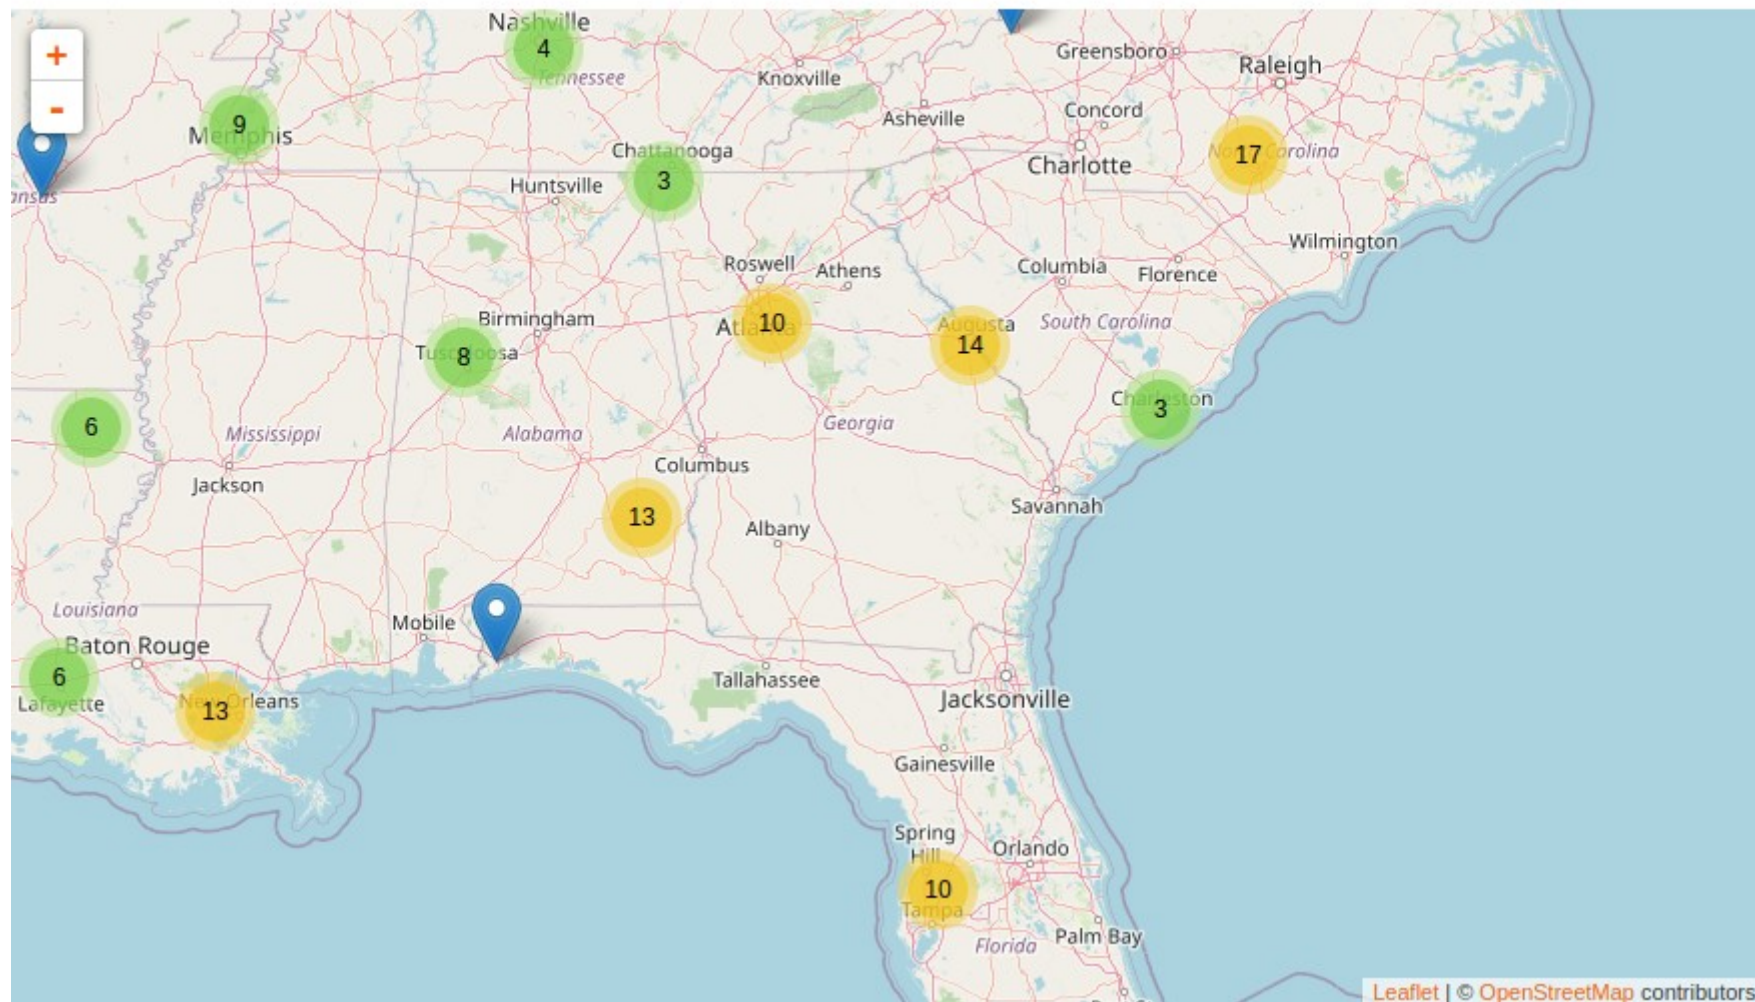 Nashville
4
Tennessee
Knoxville
Greensboro
Raleigh
+
-
9
Memphis
Asheville
Concord
Charlotte
17
North Carolina
Chattanooga
3
Huntsville
ansas
Wilmington
Roswell
Athens
Columbia
Florence
Birmingham
Atlanta
10
Augusta
14
South Carolina
Tuscaloosa
8
Charleston
3
6
Mississippi
Alabama
Georgia
Jackson
Columbus
Savannah
13
Albany
Louisiana
Mobile
Baton Rouge
6
Lafayette
New Orleans
13
Tallahassee
Jacksonville
Gainesville
Spring
Hill
Orlando
10
Tampa
Florida
Palm Bay
Leaflet | © OpenStreetMap contributors